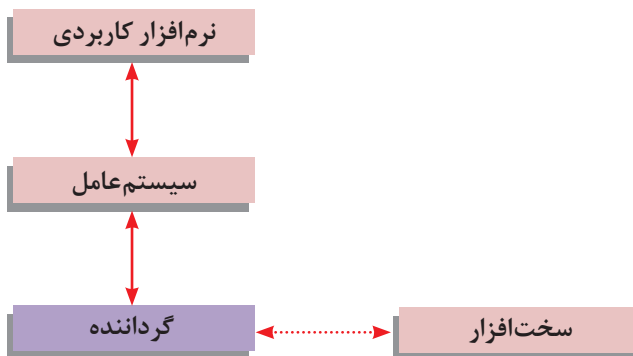 نرم‌افزار کاربردی
سیستم‌عامل
گرداننده
سخت‌افزار